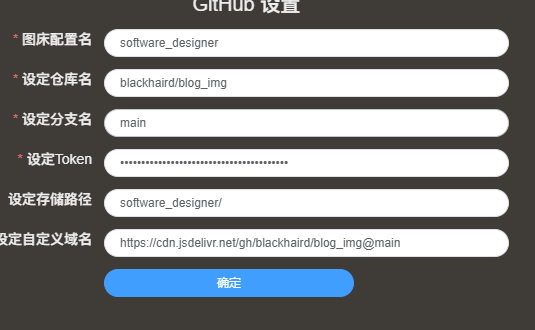 GitHub 设置
* 图床配置名
software_designer
* 设定仓库名
blackhaird/blog_img
* 设定分支名
main
* 设定Token
••••••••••••••••••••••••••••••••••••••••
设定存储路径
software_designer/
设定自定义域名
https://cdn.jsdelivr.net/gh/blackhaird/blog_img@main
确定